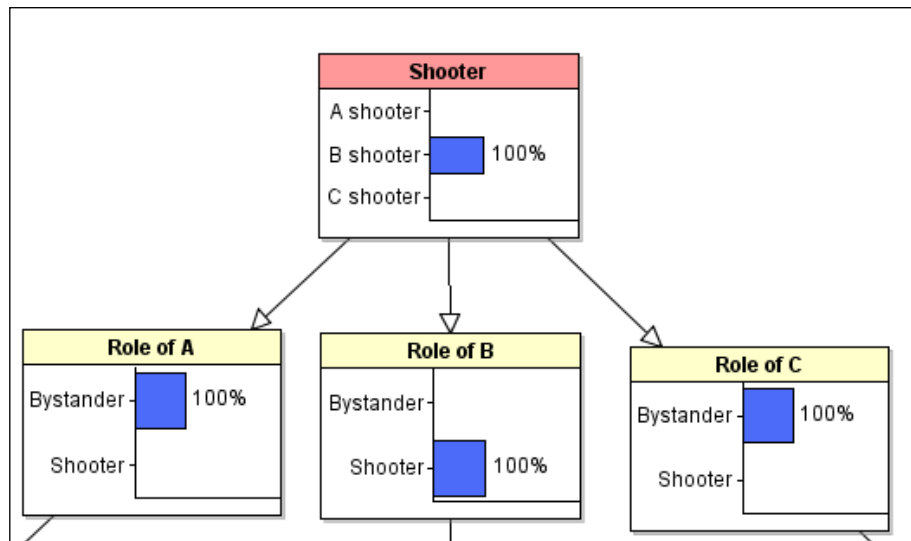 Shooter
A shooter
B shooter 100%
C shooter
Role of A
Bystander 100%
Shooter
Role of B
Bystander
Shooter 100%
Role of C
Bystander 100%
Shooter